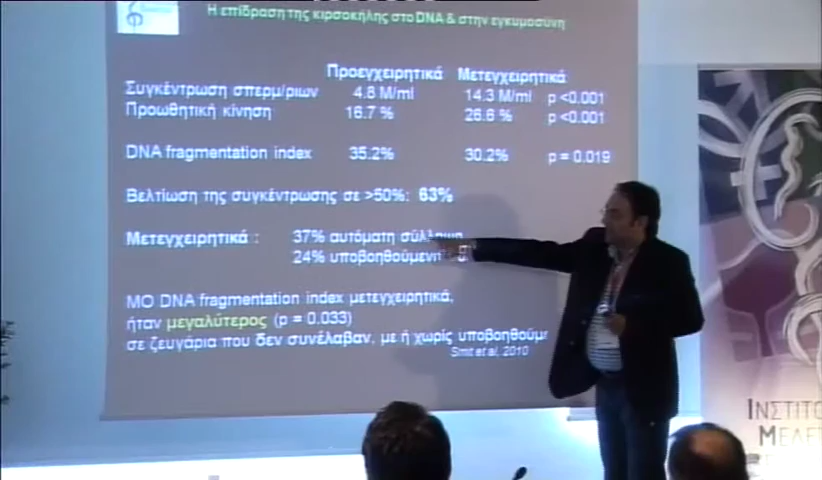 Η επίδραση της κιρσοκήλης στο DNA & στην εγκυμοσύνη
Προεγχειρητικά Μετεγχειρητικά
Συγκέντρωση σπερμ/ριων 4.8 M/ml 14.3 M/ml p <0.001
Προωθητική κίνηση 16.7 % 26.6 % p <0.001
DNA fragmentation index 35.2% 30.2% p = 0.019
Βελτίωση της συγκέντρωσης σε >50%: 63%
Μετεγχειρητικά : 37% αυτόματη σύλληψη
24% υποβοηθούμενη
ΜΟ DNA fragmentation index μετεγχειρητικά,
ήταν μεγαλύτερος (p = 0.033)
σε ζευγάρια που δεν συνέλαβαν, με ή χωρίς υποβοηθούμ
Smit et al, 2010
ΙΝΣΤΙΤΟ
ΜΕΛΕΤ